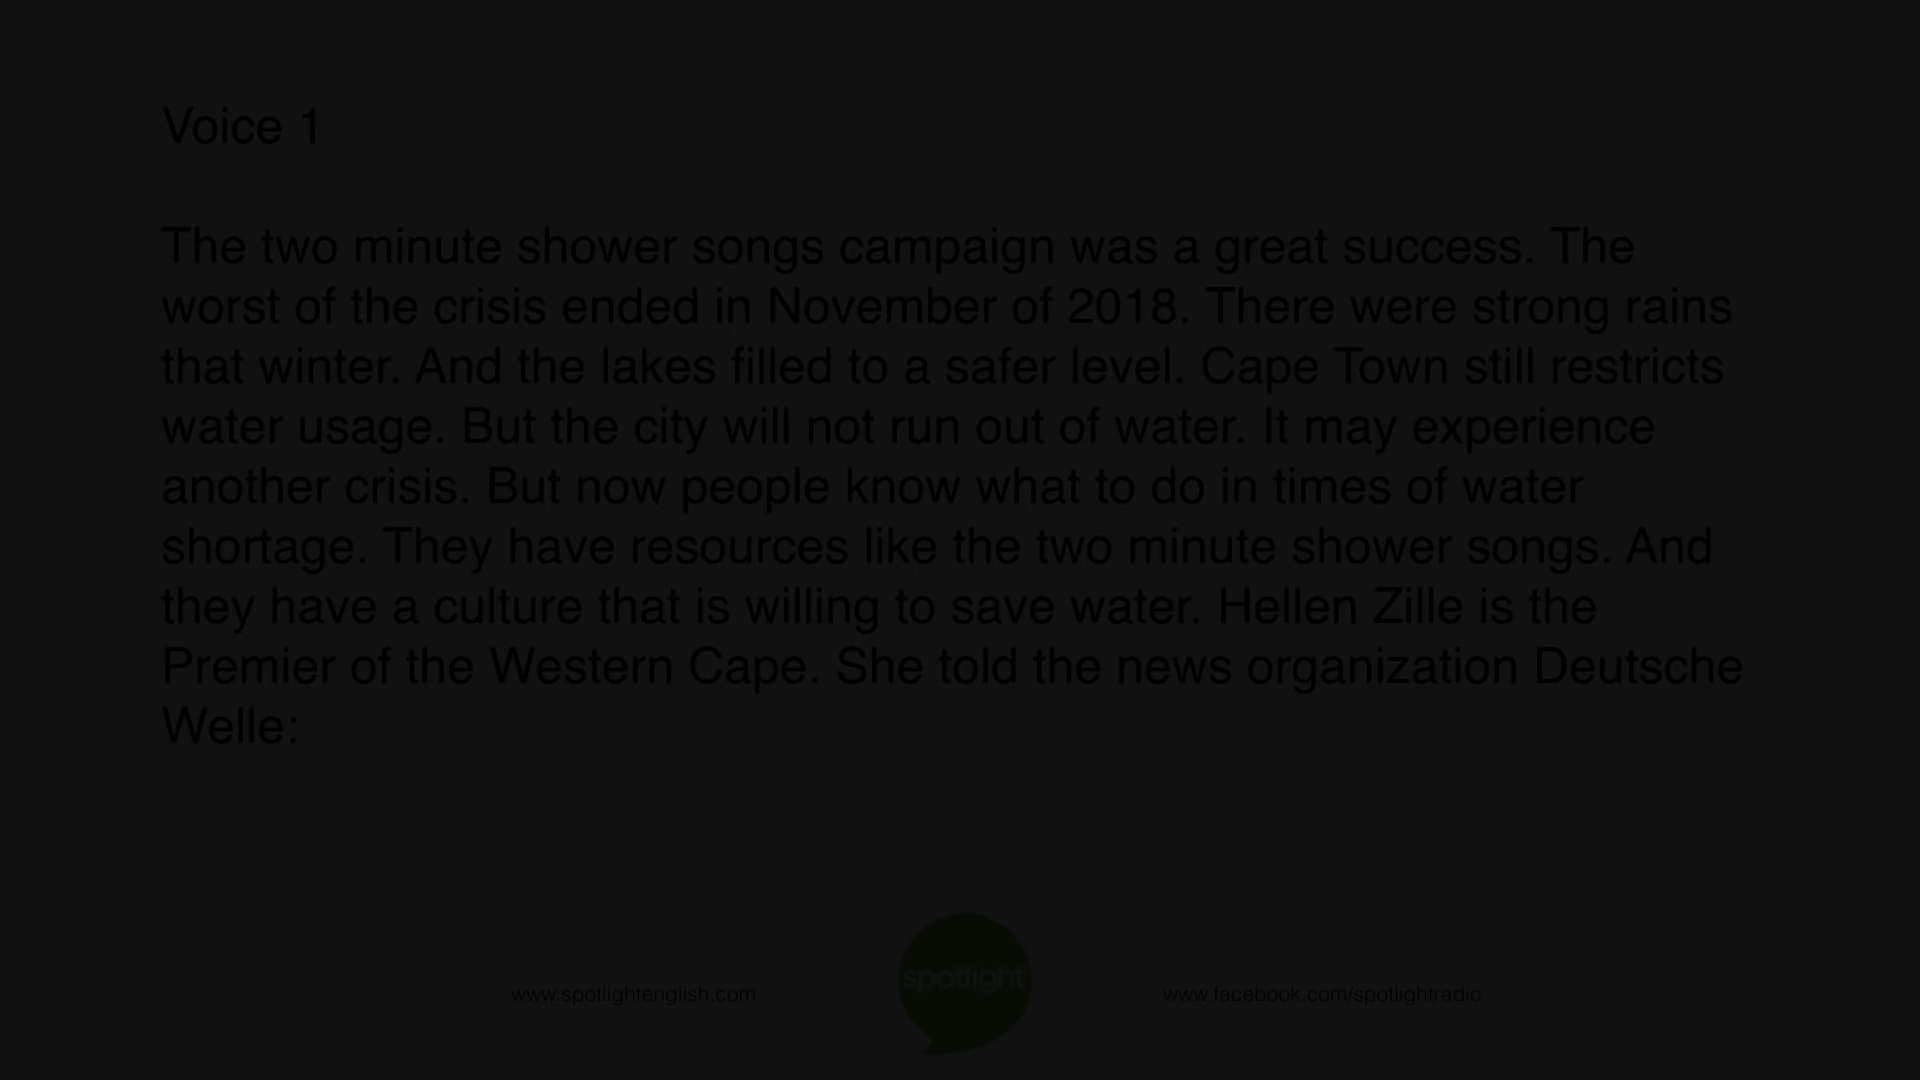 Voice 1
The two minute shower songs campaign was a great success. The
worst of the crisis ended in November of 2018. There were strong rains
that winter. And the lakes filled to a safer level. Cape Town still restricts
water usage. But the city will not run out of water. It may experience
another crisis. But now people know what to do in times of water
shortage. They have resources like the two minute shower songs. And
they have a culture that is willing to save water. Hellen Zille is the
Premier of the Western Cape. She told the news organization Deutsche
Welle:
spotlight
www.spotlightenglish.com
www.facebook.com/spotlightradio